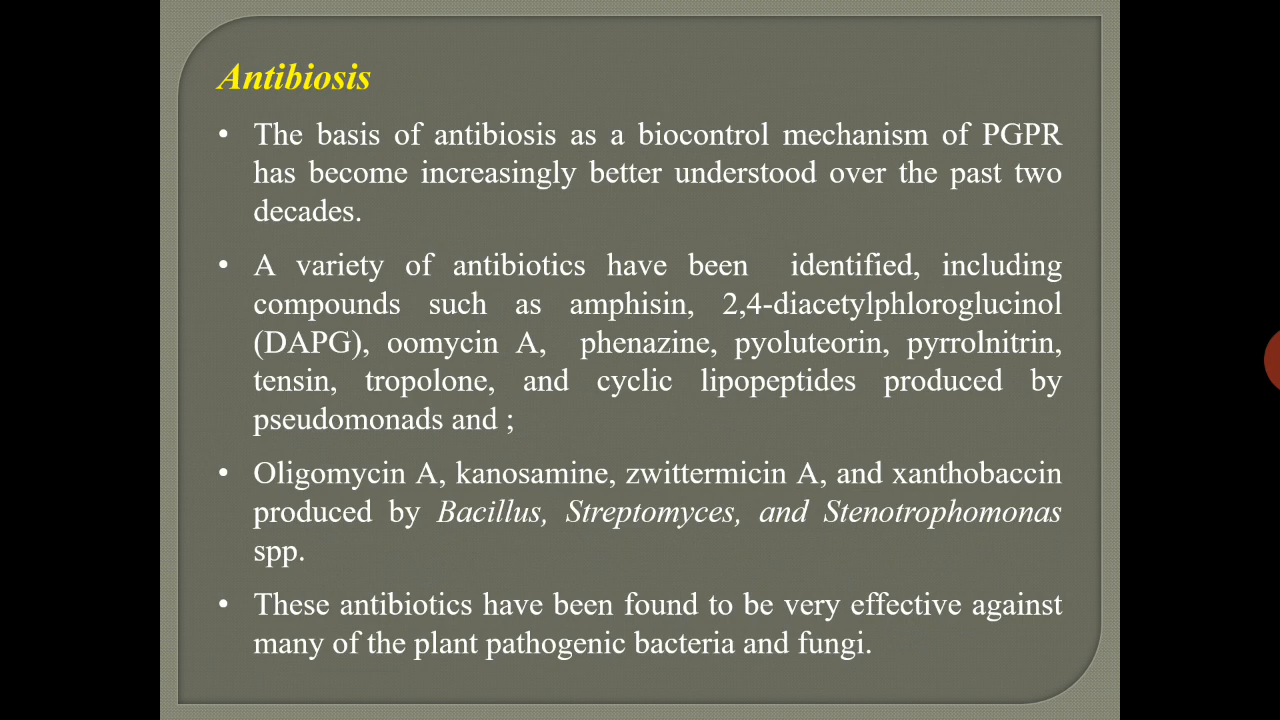 Antibiosis
• The basis of antibiosis as a biocontrol mechanism of PGPR
has become increasingly better understood over the past two
decades.
• A variety of antibiotics have been identified, including
compounds such as amphisin, 2,4-diacetylphloroglucinol
(DAPG), oomycin A, phenazine, pyoluteorin, pyrrolnitrin,
tensin, tropolone, and cyclic lipopeptides produced by
pseudomonads and ;
• Oligomycin A, kanosamine, zwittermicin A, and xanthobaccin
produced by Bacillus, Streptomyces, and Stenotrophomonas
spp.
• These antibiotics have been found to be very effective against
many of the plant pathogenic bacteria and fungi.